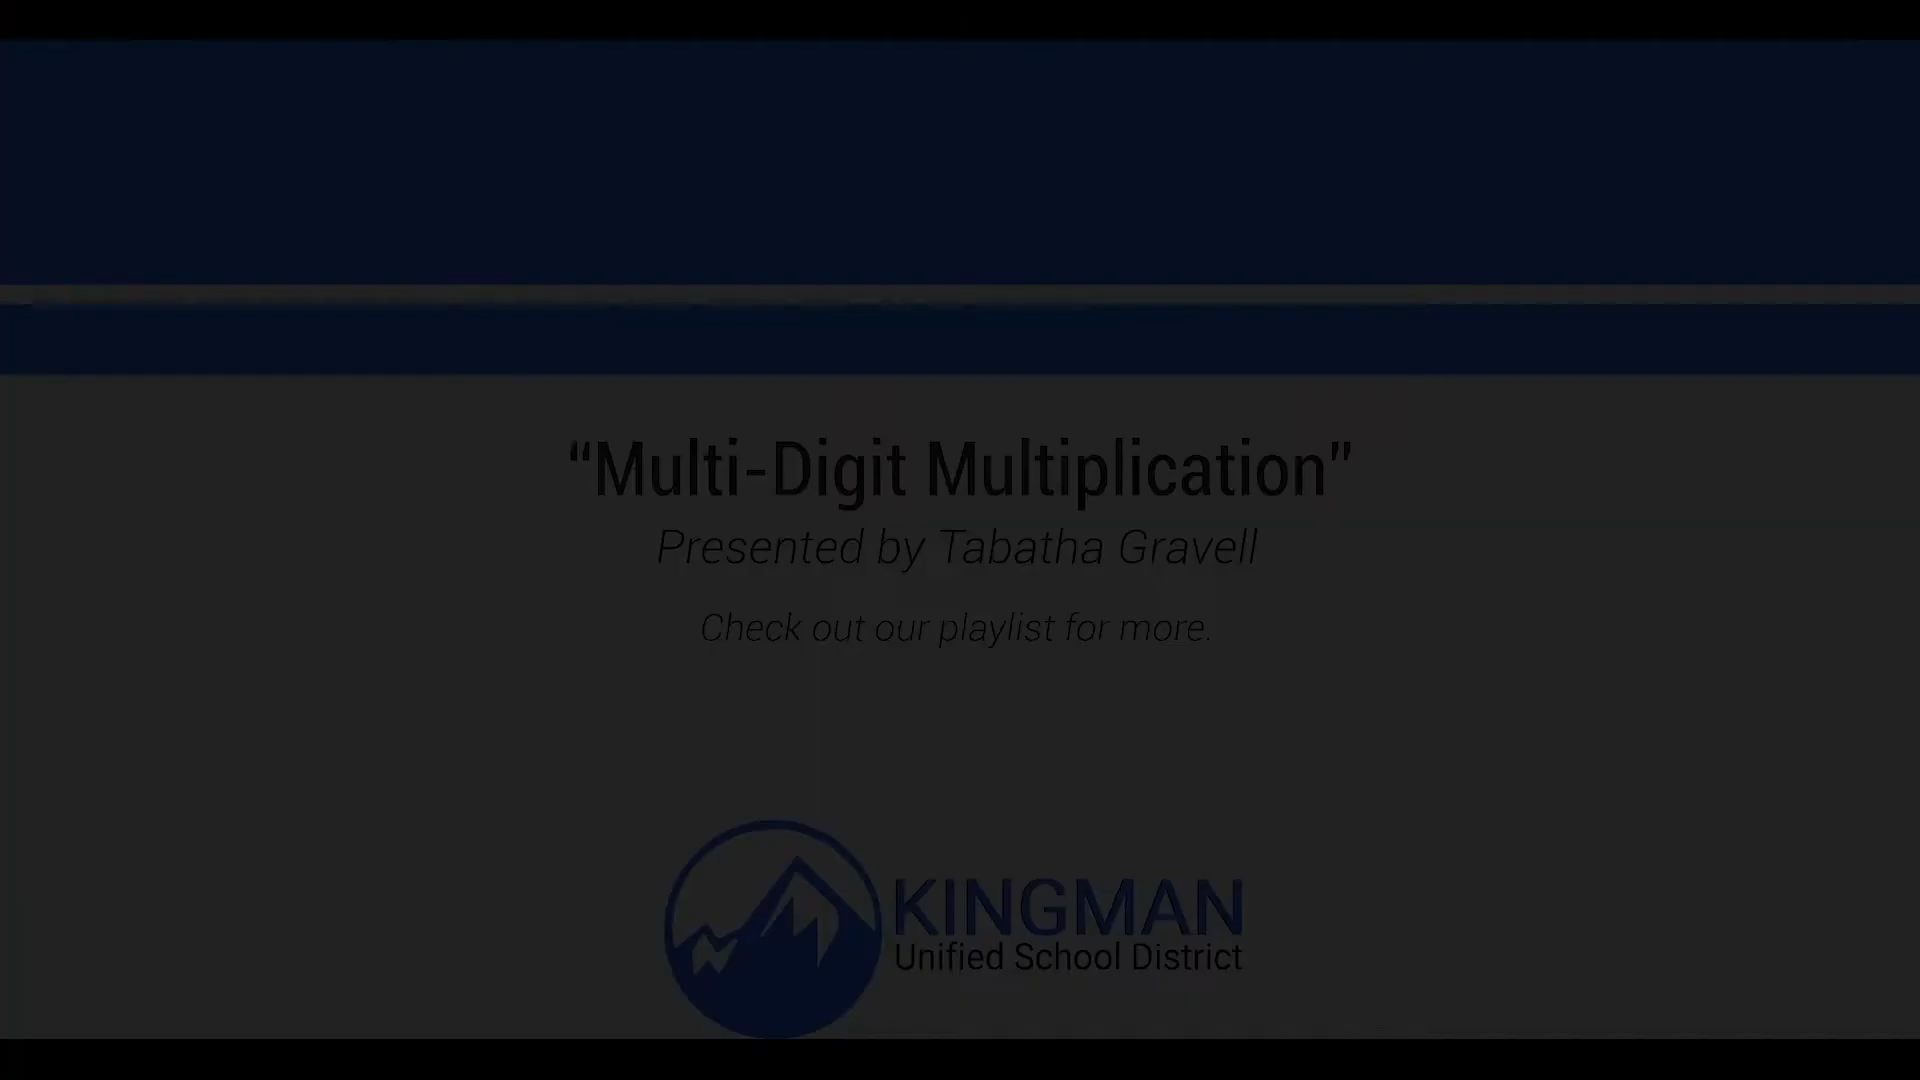 “Multi-Digit Multiplication”
Presented by Tabatha Gravell
Check out our playlist for more.
KINGMAN
Unified School District